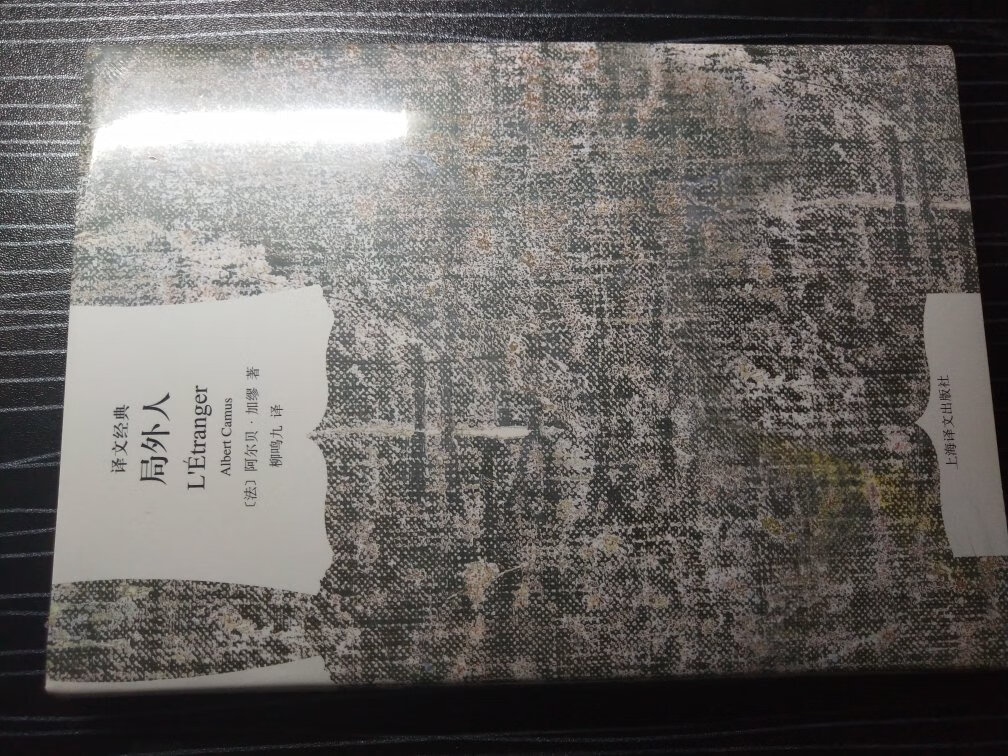 译文经典
局外人
L'Étranger
Albert Camus
〔法〕阿尔贝·加缪 著
柳鸣九 译
上海译文出版社